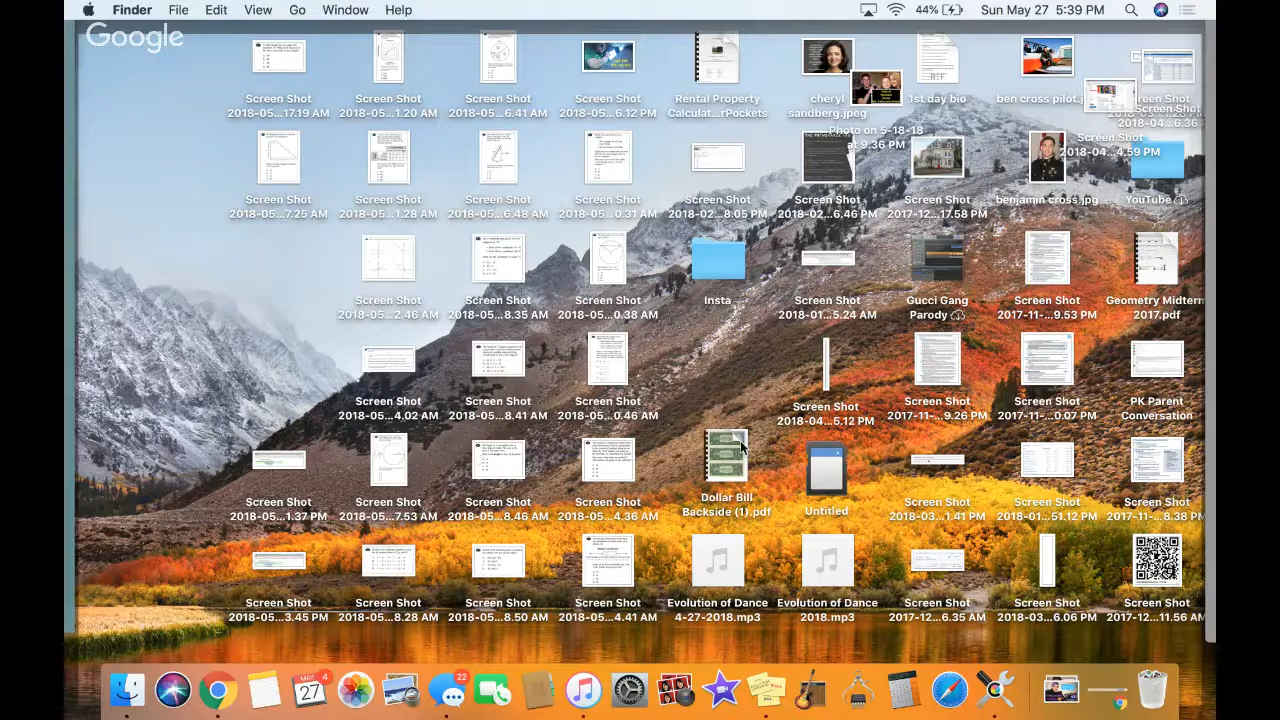 Finder File Edit View Go Window Help 44% Sun May 27 5:39 PM
Google
Screen Shot
2018-05...17.19 AM
Screen Shot
2018-05...1.20 AM
Screen Shot
2018-05...6.41 AM
Screen Shot
2018-05...6.12 PM
Rental Property
Calculat...rPockets
cheryl
sandberg.jpeg
Photo on 5-18-18
at 9.36 PM
RTF
1st day bio
ben cross pilot.j
Screen Shot
2018-04...6.36
Screen Shot
2018-04...4.59 PM
Screen Shot
2018-05...7.25 AM
Screen Shot
2018-05...1.28 AM
Screen Shot
2018-05...6.48 AM
Screen Shot
2018-05...0.31 AM
Screen Shot
2018-02...8.05 PM
Screen Shot
2018-02...6.46 PM
Screen Shot
2017-12...17.58 PM
benjamin cross.jpg
YouTube
Screen Shot
2018-05...2.46 AM
Screen Shot
2018-05...8.35 AM
Screen Shot
2018-05...0.38 AM
Insta
Screen Shot
2018-01...5.24 AM
Gucci Gang
Parody
Screen Shot
2017-11-...9.53 PM
Geometry Midterm
2017.pdf
Screen Shot
2018-05...4.02 AM
Screen Shot
2018-05...8.41 AM
Screen Shot
2018-05...0.46 AM
Screen Shot
2018-04...5.12 PM
Screen Shot
2017-11-...9.26 PM
Screen Shot
2017-11-...0.07 PM
PK Parent
Conversation
Screen Shot
2018-05...1.37 PM
Screen Shot
2018-05...7.53 AM
Screen Shot
2018-05...8.46 AM
Screen Shot
2018-05...4.36 AM
Dollar Bill
Backside (1).pdf
Untitled
Screen Shot
2018-03...1.41 PM
Screen Shot
2018-01...51.12 PM
Screen Shot
2017-11-...8.38 PM
Screen Shot
2018-05...3.45 PM
Screen Shot
2018-05...8.28 AM
Screen Shot
2018-05...8.50 AM
Screen Shot
2018-05...4.41 AM
Evolution of Dance
4-27-2018.mp3
Evolution of Dance
2018.mp3
Screen Shot
2017-12...6.35 AM
Screen Shot
2018-03...6.06 PM
Screen Shot
2017-12...11.56 AM
MAY
27
4
22